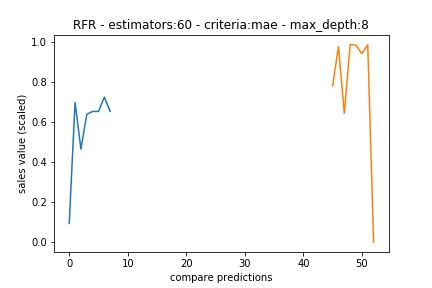 RFR - estimators:60 - criteria:mae - max_depth:8
sales value (scaled)
1.0
0.8
0.6
0.4
0.2
0.0
0 10 20 30 40 50
compare predictions